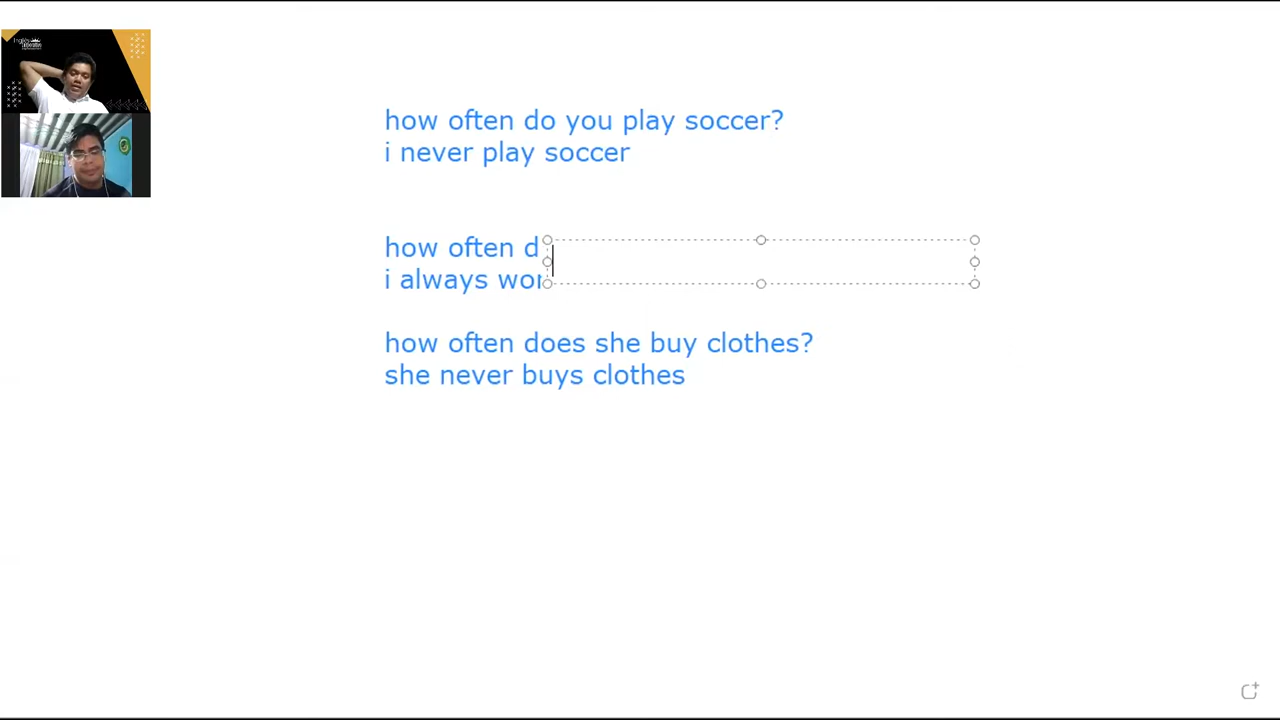 how often do you play soccer?
i never play soccer
how often d
i always wor
how often does she buy clothes?
she never buys clothes